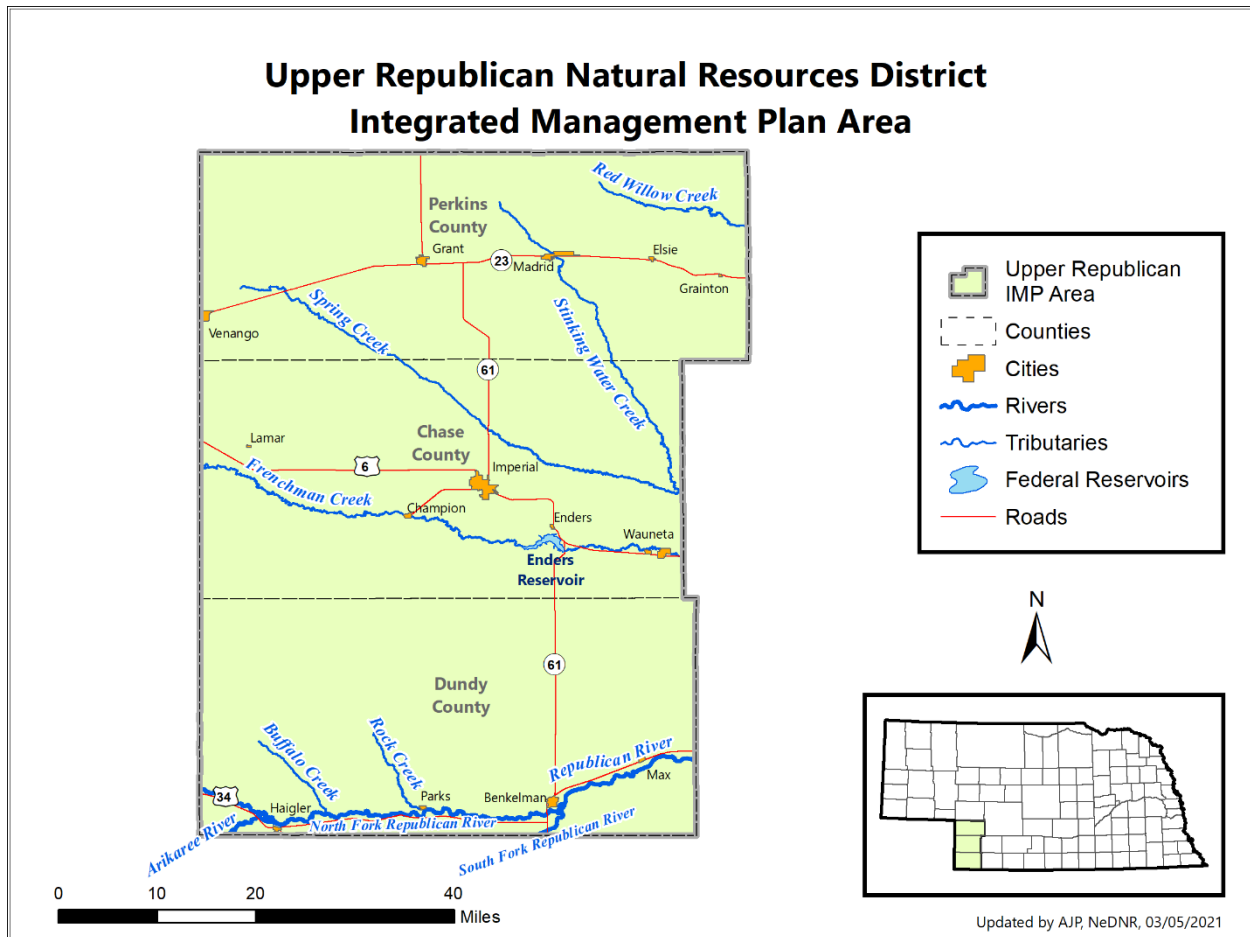 Upper Republican Natural Resources District
Integrated Management Plan Area
Red Willow Creek
Perkins
County
Grant
23
Madrid
Elsie
Grainton
Spring Creek
Stinking Water Creek
Venango
61
Lamar
Chase
County
6
Imperial
Frenchman Creek
Champion
Enders
Wauneta
Enders
Reservoir
61
Dundy
County
Buffalo Creek
Rock Creek
Republican River
Max
34
Haigler
Parks
Benkelman
North Fork Republican River
Arikaree River
South Fork Republican River
Upper Republican
IMP Area
Counties
Cities
Rivers
Tributaries
Federal Reservoirs
Roads
N
0 10 20 40
Miles
Updated by AJP, NeDNR, 03/05/2021